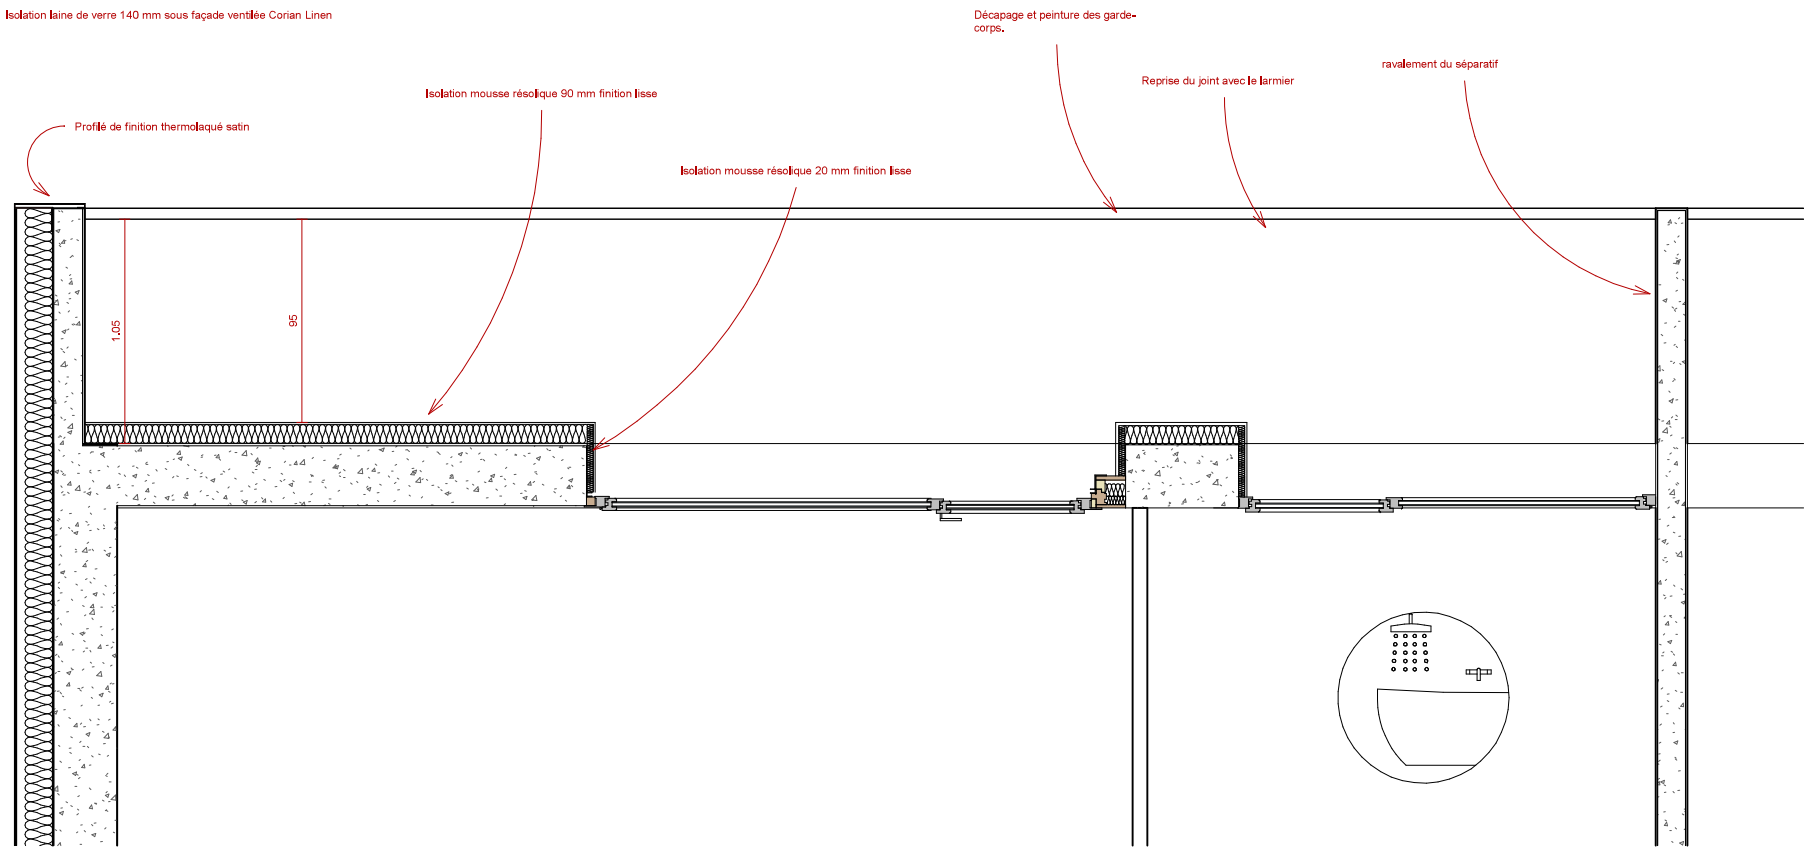 Isolation laine de verre 140 mm sous façade ventilée Corian Linen
Décapage et peinture des garde-
corps.
ravalement du séparatif
Reprise du joint avec le larmier
Isolation mousse résolique 90 mm finition lisse
Profilé de finition thermolaqué satin
Isolation mousse résolique 20 mm finition lisse
1.05
95